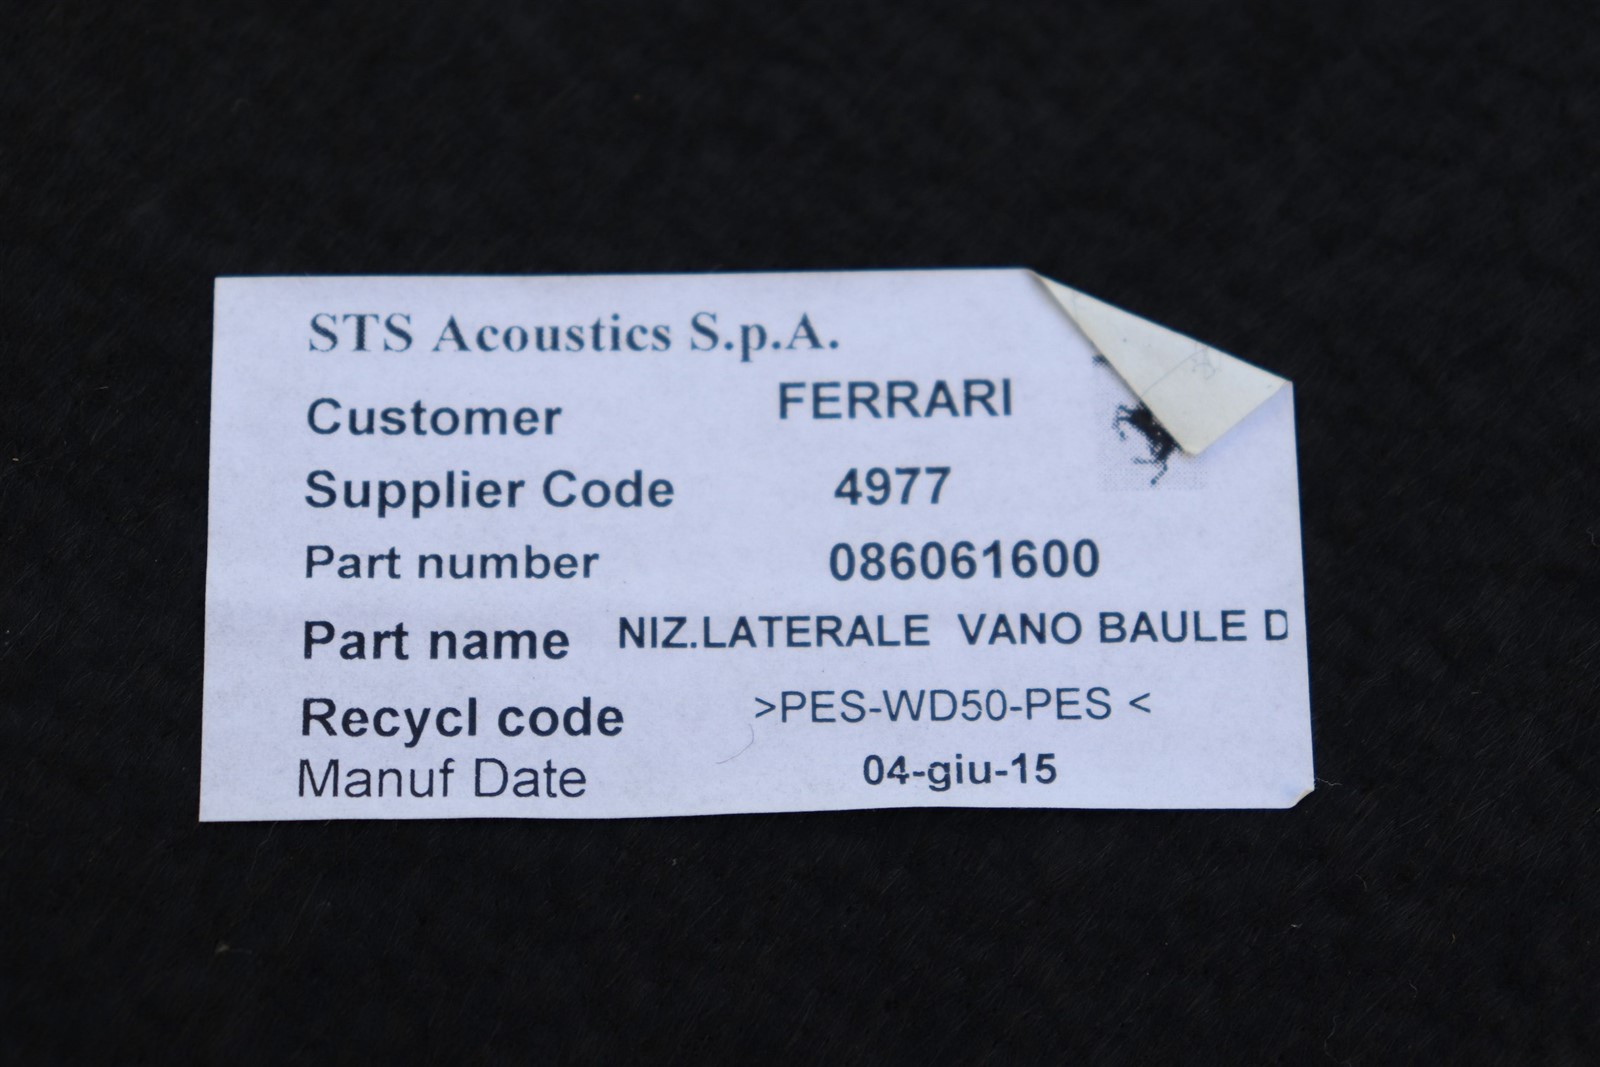 STS Acoustics S.p.A.
Customer FERRARI
Supplier Code 4977
Part number 086061600
Part name NIZ.LATERALE VANO BAULE D
Recycl code >PES-WD50-PES <
Manuf Date 04-giu-15